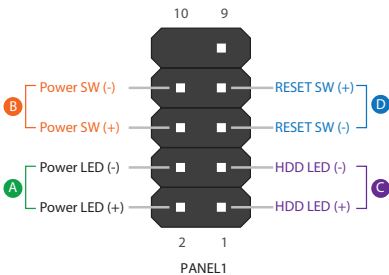 10 9
Power SW (-) RESET SW (+)
B D
Power SW (+) RESET SW (-)
Power LED (-) HDD LED (-)
A C
Power LED (+) HDD LED (+)
2 1
PANEL1